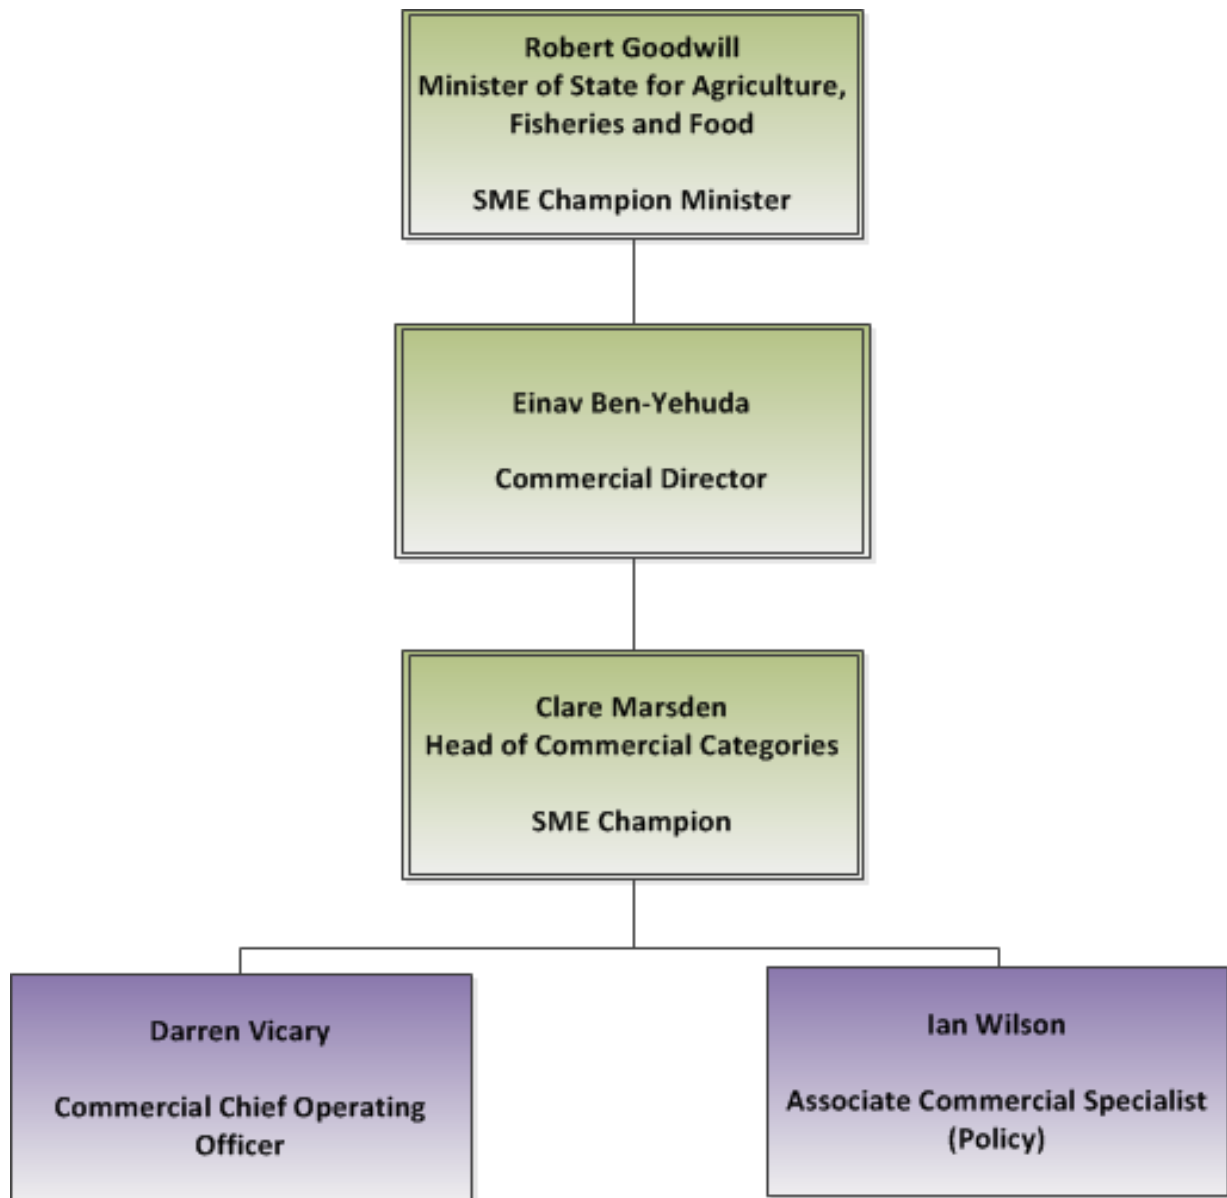 Robert Goodwill
Minister of State for Agriculture,
Fisheries and Food
SME Champion Minister
Einav Ben-Yehuda
Commercial Director
Clare Marsden
Head of Commercial Categories
SME Champion
Darren Vicary
Commercial Chief Operating
Officer
Ian Wilson
Associate Commercial Specialist
(Policy)